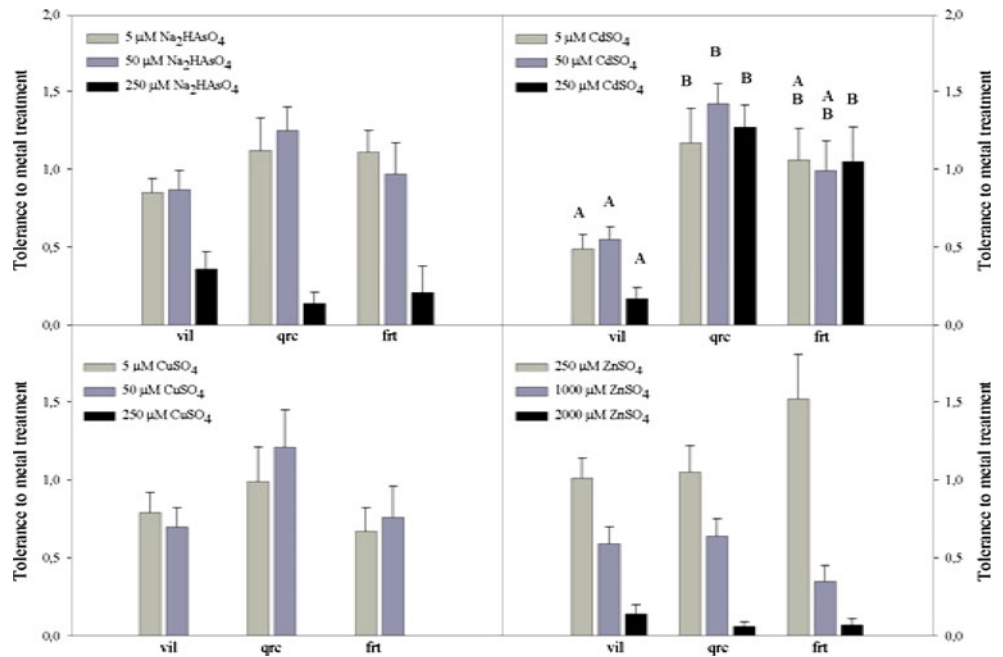 2,0
1,5
1,0
0,5
0,0
Tolerance to metal treatment
5 µM Na2HAsO4
50 µM Na2HAsO4
250 µM Na2HAsO4
vil qrc frt
5 µM CdSO4
50 µM CdSO4
250 µM CdSO4
A A A
B B B
A B A B B
vil qrc frt
2,0
1,5
1,0
0,5
0,0
Tolerance to metal treatment
1,5
1,0
0,5
0,0
Tolerance to metal treatment
5 µM CuSO4
50 µM CuSO4
250 µM CuSO4
vil qrc frt
250 µM ZnSO4
1000 µM ZnSO4
2000 µM ZnSO4
vil qrc frt
1,5
1,0
0,5
0,0
Tolerance to metal treatment